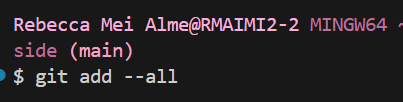 Rebecca Mei Alme@RMAIMI2-2 MINGW64 ~
side (main)
$ git add --all